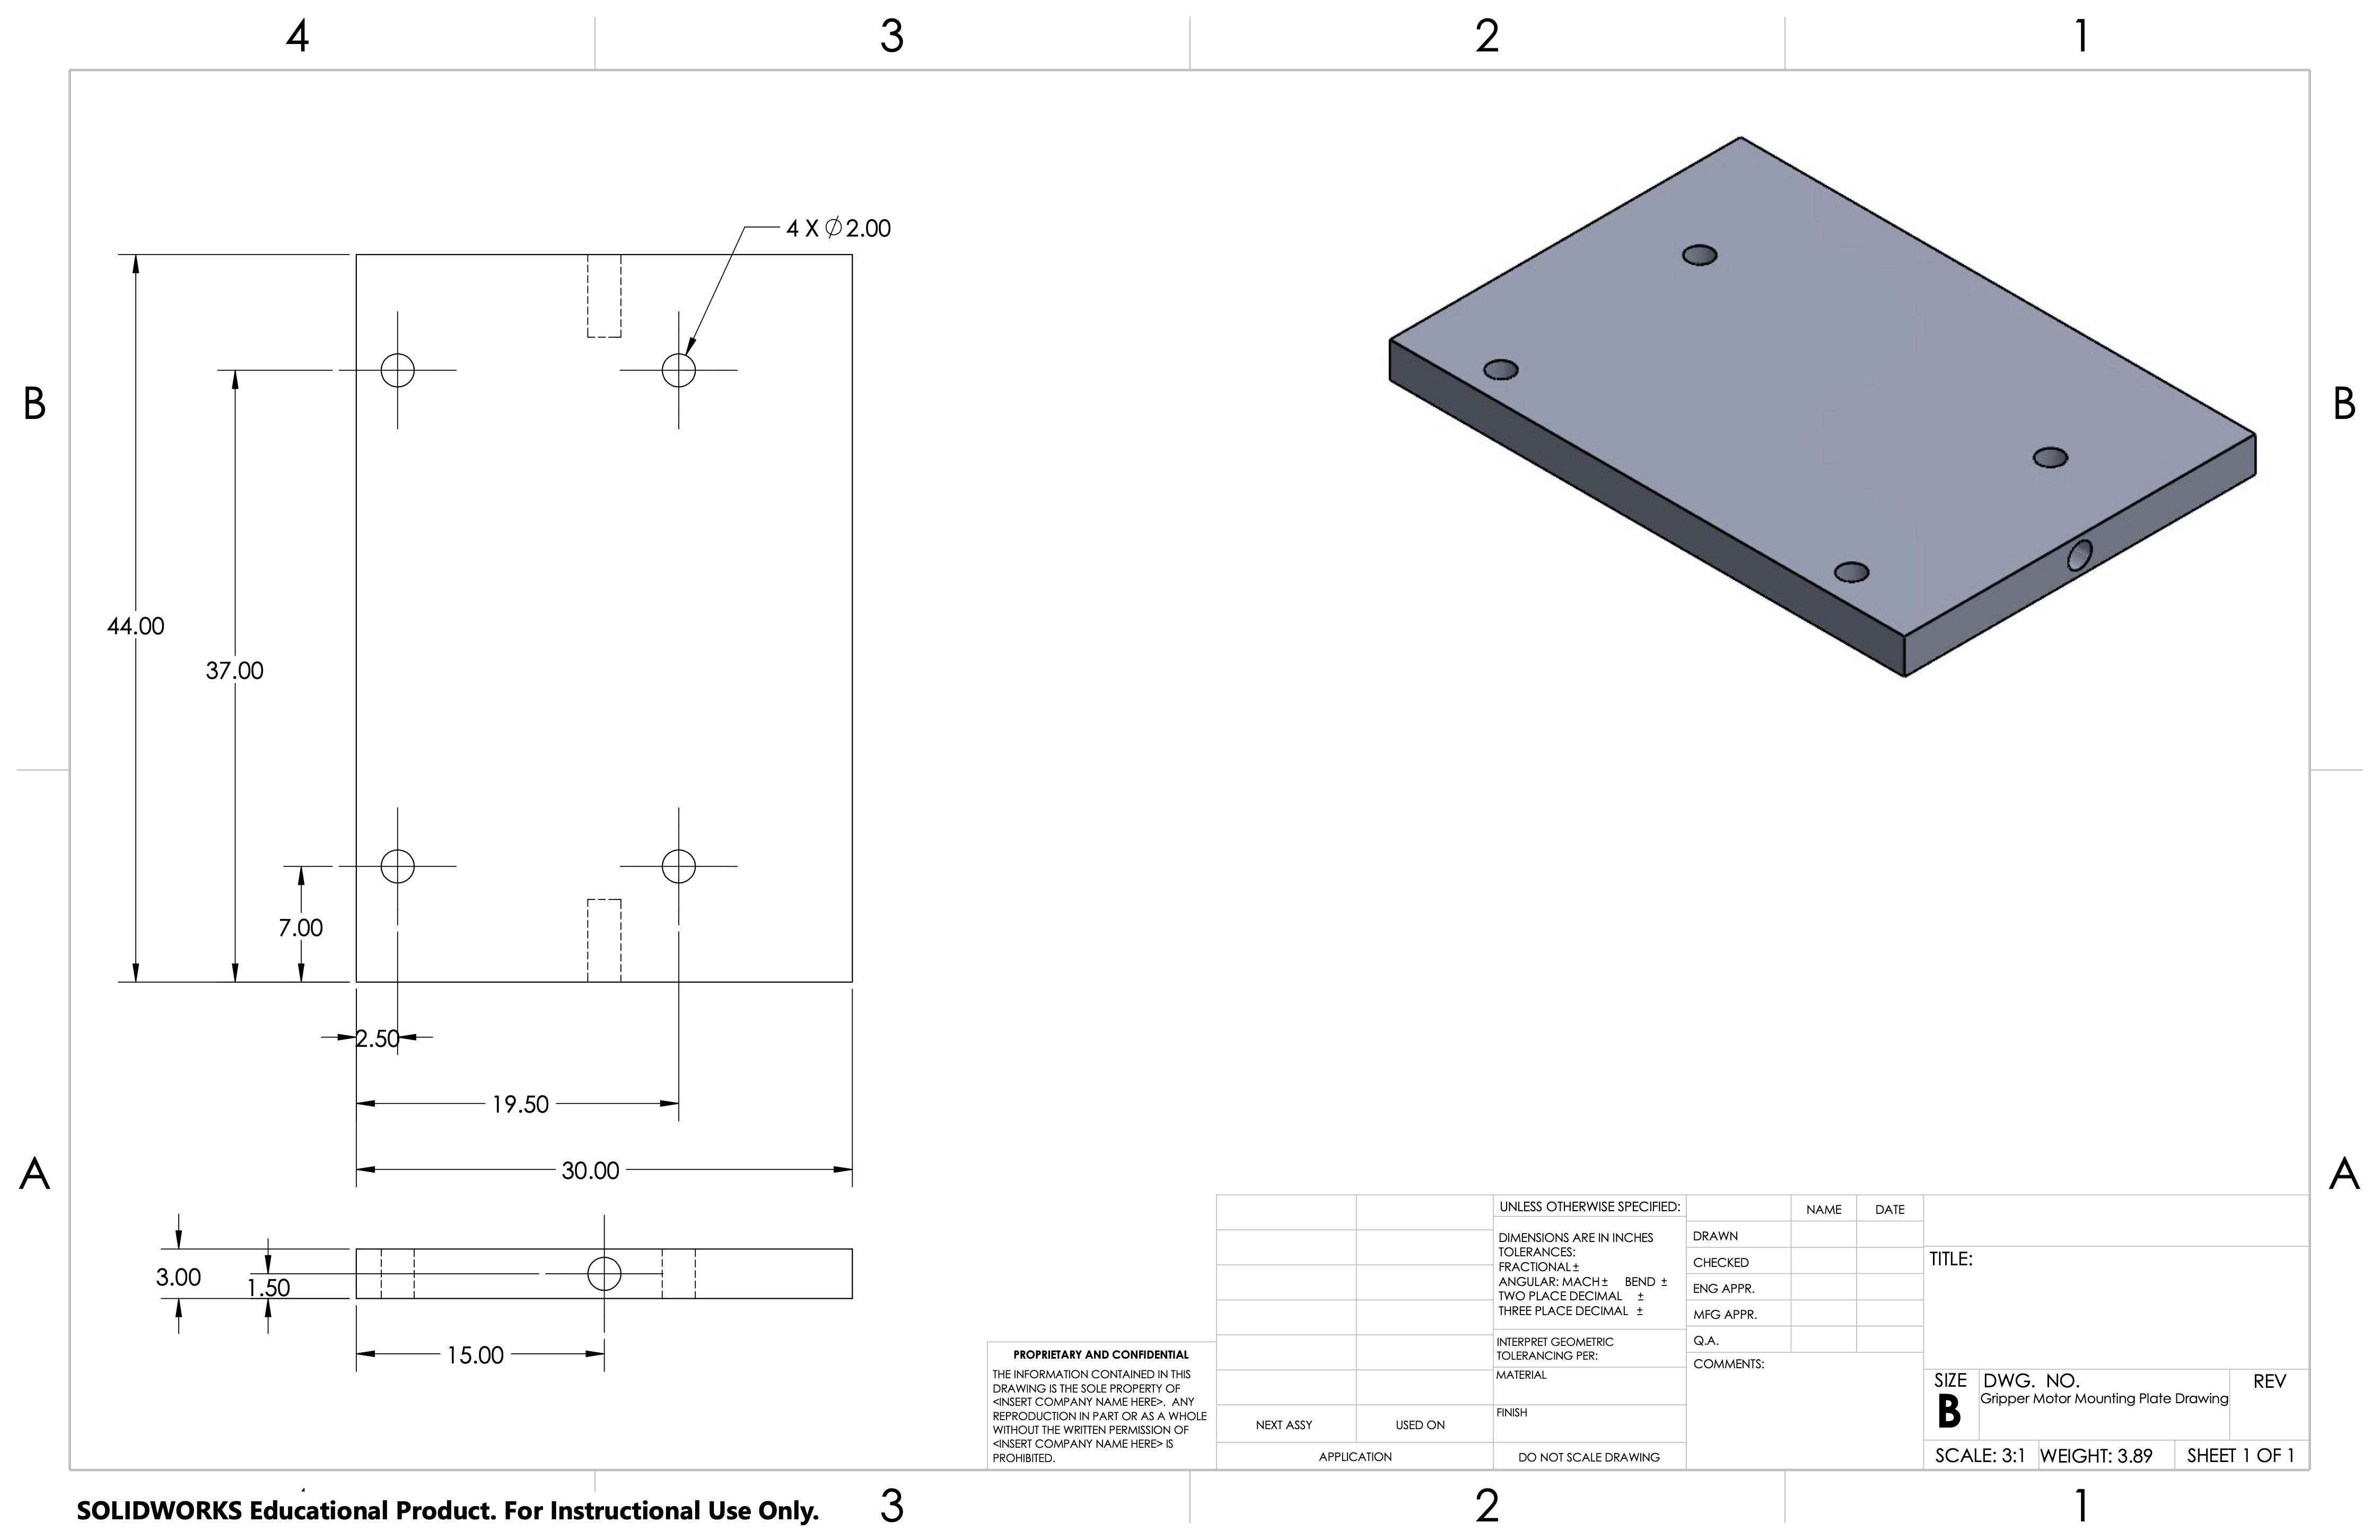 4 3 2 1
4 X ∅2.00
B B
44.00
37.00
7.00
2.50
19.50
30.00
A A
3.00
1.50
15.00
UNLESS OTHERWISE SPECIFIED:
DIMENSIONS ARE IN INCHES
TOLERANCES:
FRACTIONAL ±
ANGULAR: MACH ± BEND ±
TWO PLACE DECIMAL ±
THREE PLACE DECIMAL ±
INTERPRET GEOMETRIC
TOLERANCING PER:
MATERIAL
FINISH
DO NOT SCALE DRAWING
NAME DATE
DRAWN
CHECKED
ENG APPR.
MFG APPR.
Q.A.
COMMENTS:
TITLE:
SIZE
B
DWG. NO.
Gripper Motor Mounting Plate Drawing
REV
SCALE: 3:1 WEIGHT: 3.89 SHEET 1 OF 1
PROPRIETARY AND CONFIDENTIAL
THE INFORMATION CONTAINED IN THIS
DRAWING IS THE SOLE PROPERTY OF
<INSERT COMPANY NAME HERE>. ANY
REPRODUCTION IN PART OR AS A WHOLE
WITHOUT THE WRITTEN PERMISSION OF
<INSERT COMPANY NAME HERE> IS
PROHIBITED.
NEXT ASSY USED ON
APPLICATION
SOLIDWORKS Educational Product. For Instructional Use Only.
3 2 1